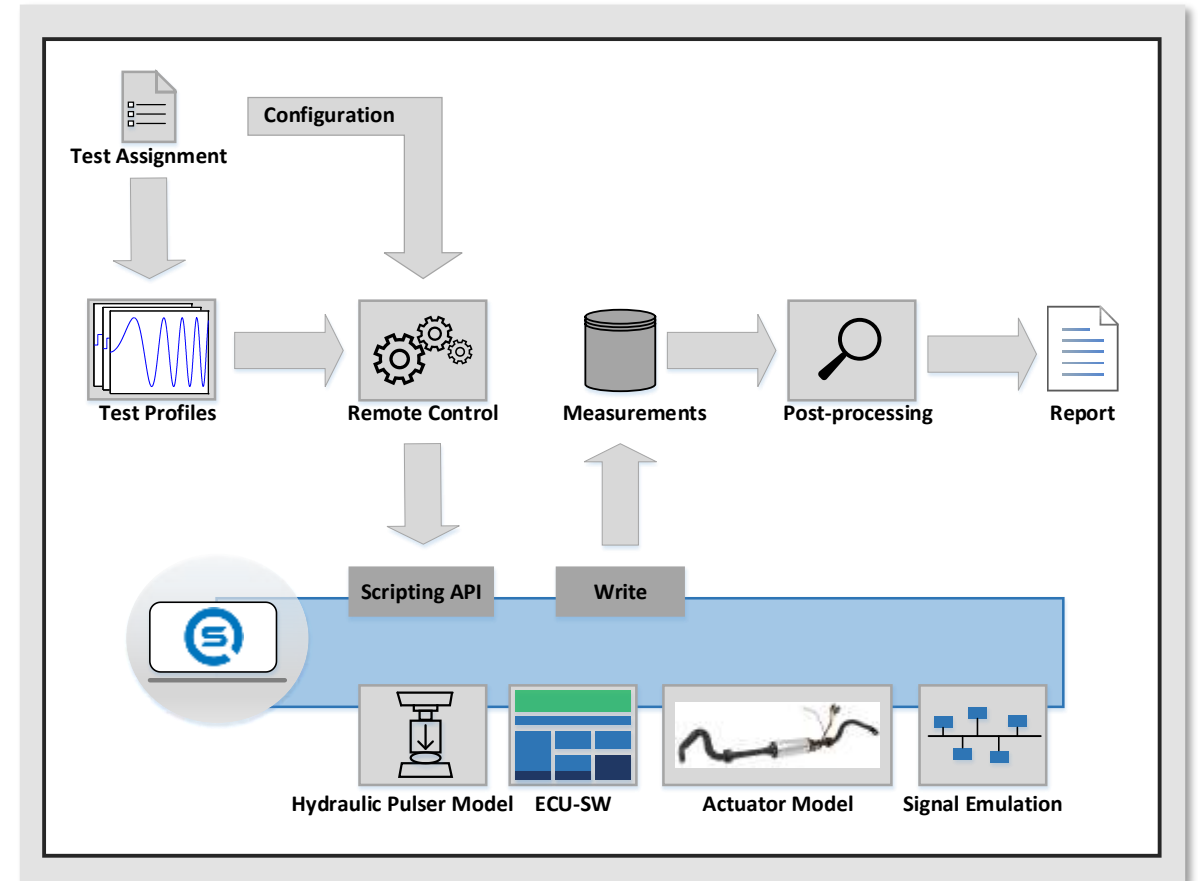 Configuration
Test Assignment
Test Profiles
Remote Control
Measurements
Post-processing
Report
Scripting API
Write
S
Hydraulic Pulser Model
ECU-SW
Actuator Model
Signal Emulation